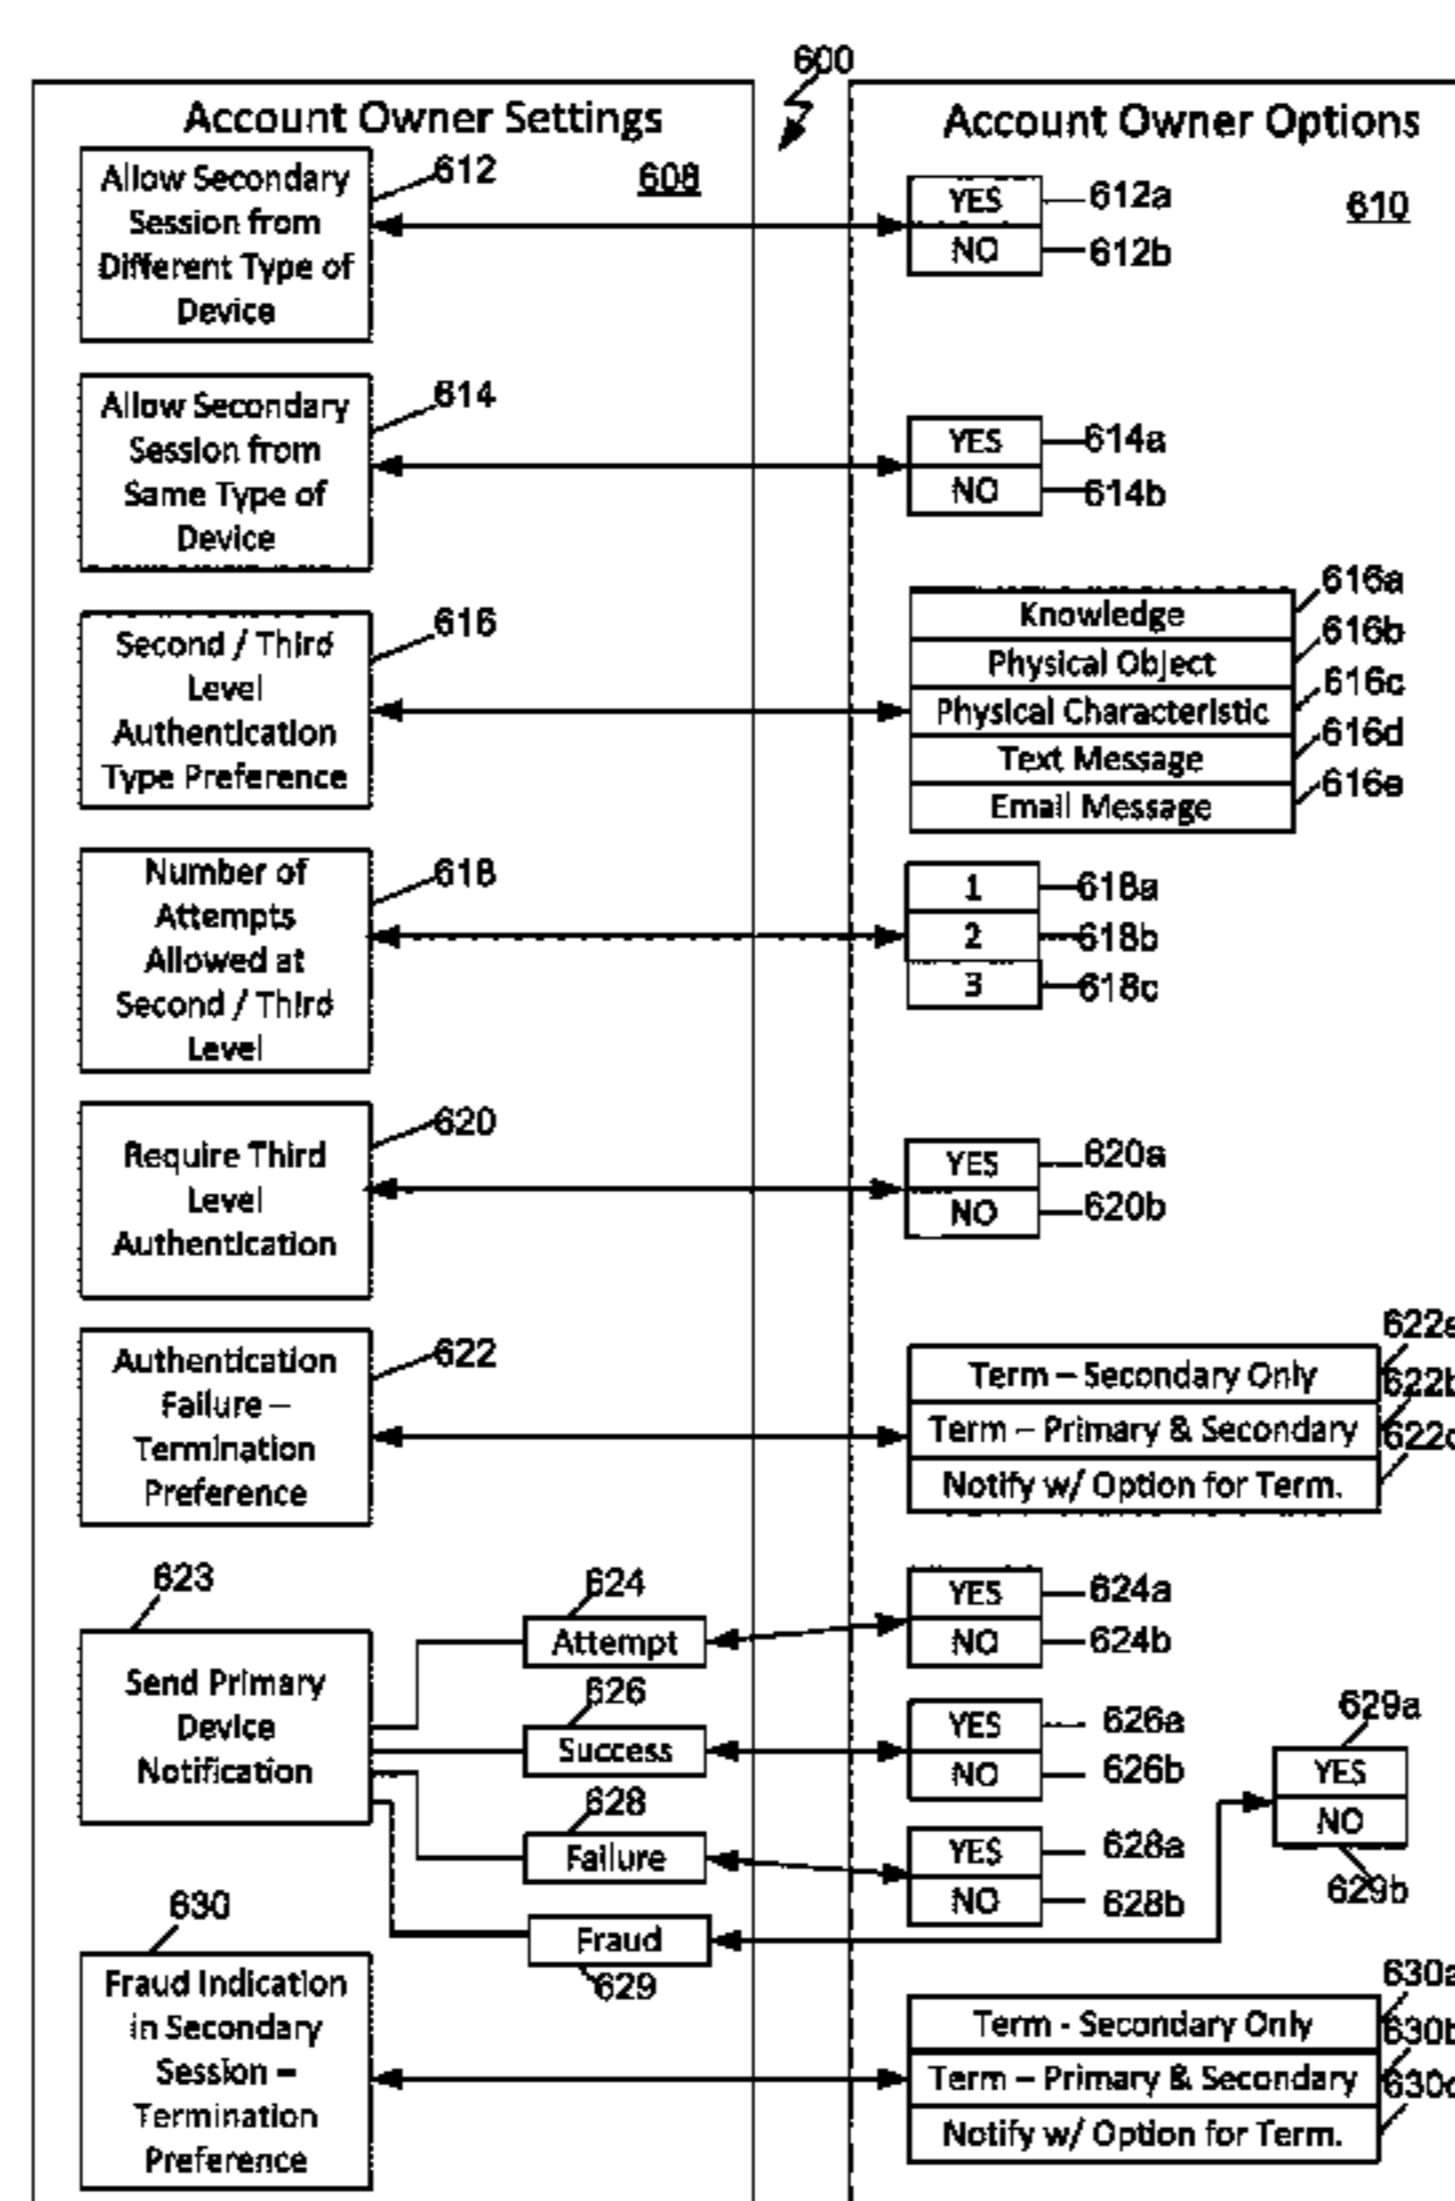 600
Account Owner Settings
608
Allow Secondary
Session from
Different Type of
Device
612
Allow Secondary
Session from
Same Type of
Device
614
Second / Third
Level
Authentication
Type Preference
616
Number of
Attempts
Allowed at
Second / Third
Level
618
Require Third
Level
Authentication
620
Authentication
Failure –
Termination
Preference
622
623
Send Primary
Device
Notification
624
Attempt
626
Success
628
Failure
Fraud
629
630
Fraud Indication
in Secondary
Session –
Termination
Preference
Account Owner Options
610
YES 612a
NO 612b
YES 614a
NO 614b
Knowledge 616a
Physical Object 616b
Physical Characteristic 616c
Text Message 616d
Email Message 616e
1 618a
2 618b
3 618c
YES 620a
NO 620b
Term – Secondary Only 622a
Term – Primary & Secondary 622b
Notify w/ Option for Term. 622c
YES 624a
NO 624b
YES 626a
NO 626b
YES 628a
NO 628b
629a
YES
NO
629b
Term - Secondary Only 630a
Term – Primary & Secondary 630b
Notify w/ Option for Term. 630c